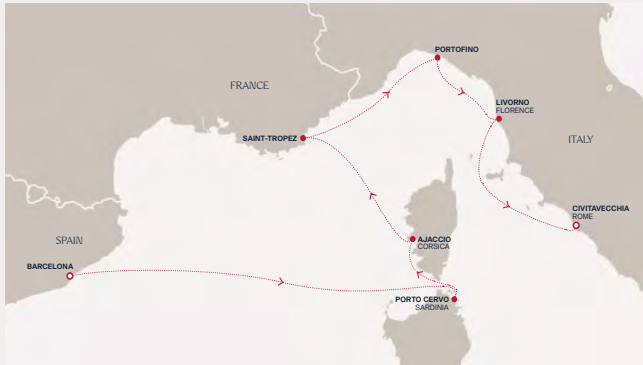 PORTOFINO
FRANCE
LIVORNO
FLORENCE
SAINT-TROPEZ
ITALY
CIVITAVECCHIA
ROME
SPAIN
AJACCIO
CORSICA
BARCELONA
PORTO CERVO
SARDINIA